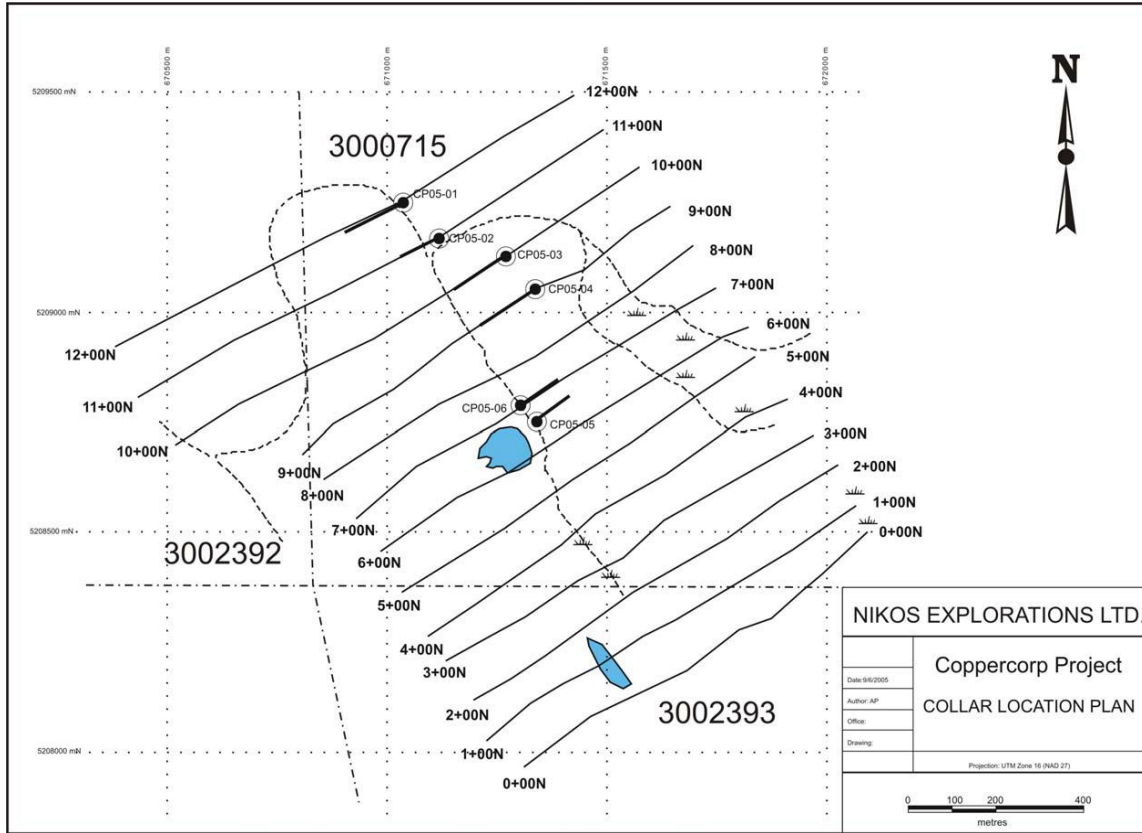 670500 m
671000 m
671500 m
672000 m
N
5209500 mN
12+00N
3000715
11+00N
10+00N
CP05-01
9+00N
CP05-02
8+00N
CP05-03
CP05-04
7+00N
5209000 mN
6+00N
12+00N
5+00N
4+00N
11+00N
CP05-06
CP05-05
3+00N
10+00N
2+00N
9+00N
8+00N
1+00N
7+00N
5208500 mN
0+00N
3002392
6+00N
5+00N
NIKOS EXPLORATIONS LTD.
4+00N
3+00N
Coppercorp Project
Date:9/6/2005
2+00N
3002393
Author: AP
COLLAR LOCATION PLAN
Office:
Drawing:
5208000 mN
1+00N
Projection: UTM Zone 16 (NAD 27)
0+00N
0 100 200 400
metres